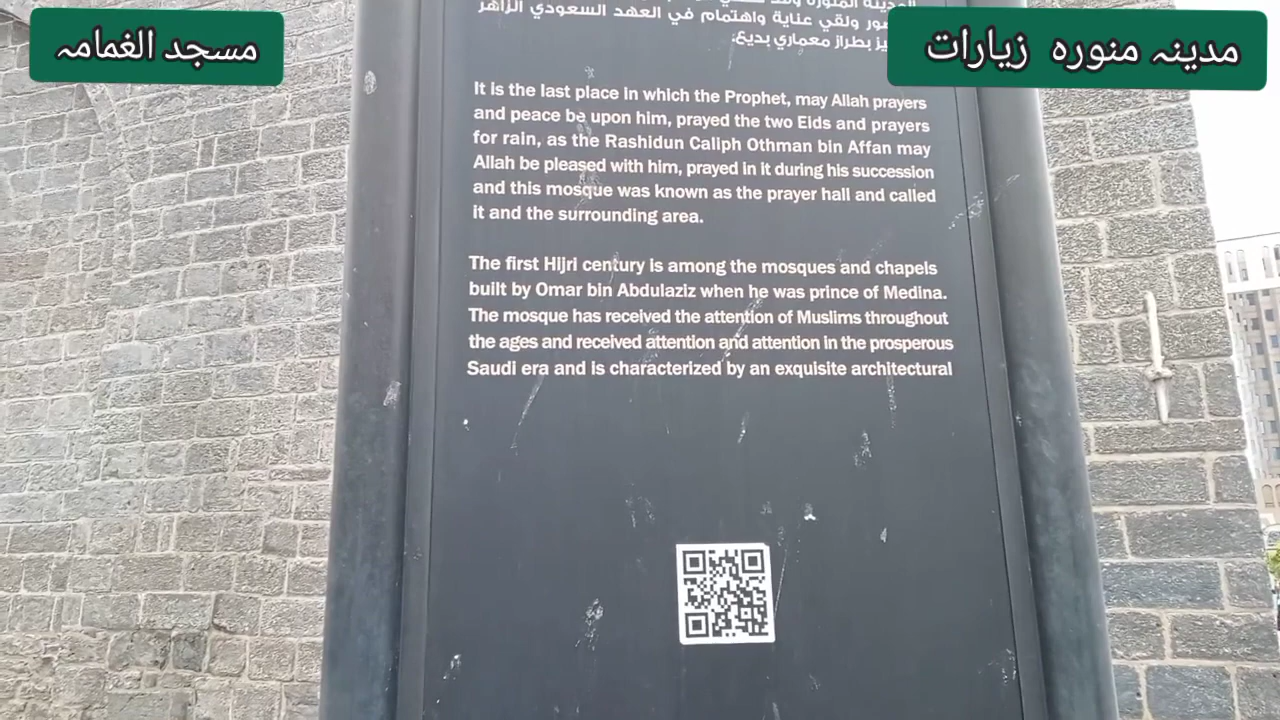 مسجد الغمامہ
مدینہ منورہ زیارات
ولقي عناية واهتمام في العهد السعودي الزاهر
بطراز معماري بديع.
It is the last place in which the Prophet, may Allah prayers
and peace be upon him, prayed the two Eids and prayers
for rain, as the Rashidun Caliph Othman bin Affan may
Allah be pleased with him, prayed in it during his succession
and this mosque was known as the prayer hall and called
it and the surrounding area.
The first Hijri century is among the mosques and chapels
built by Omar bin Abdulaziz when he was prince of Medina.
The mosque has received the attention of Muslims throughout
the ages and received attention and attention in the prosperous
Saudi era and is characterized by an exquisite architectural